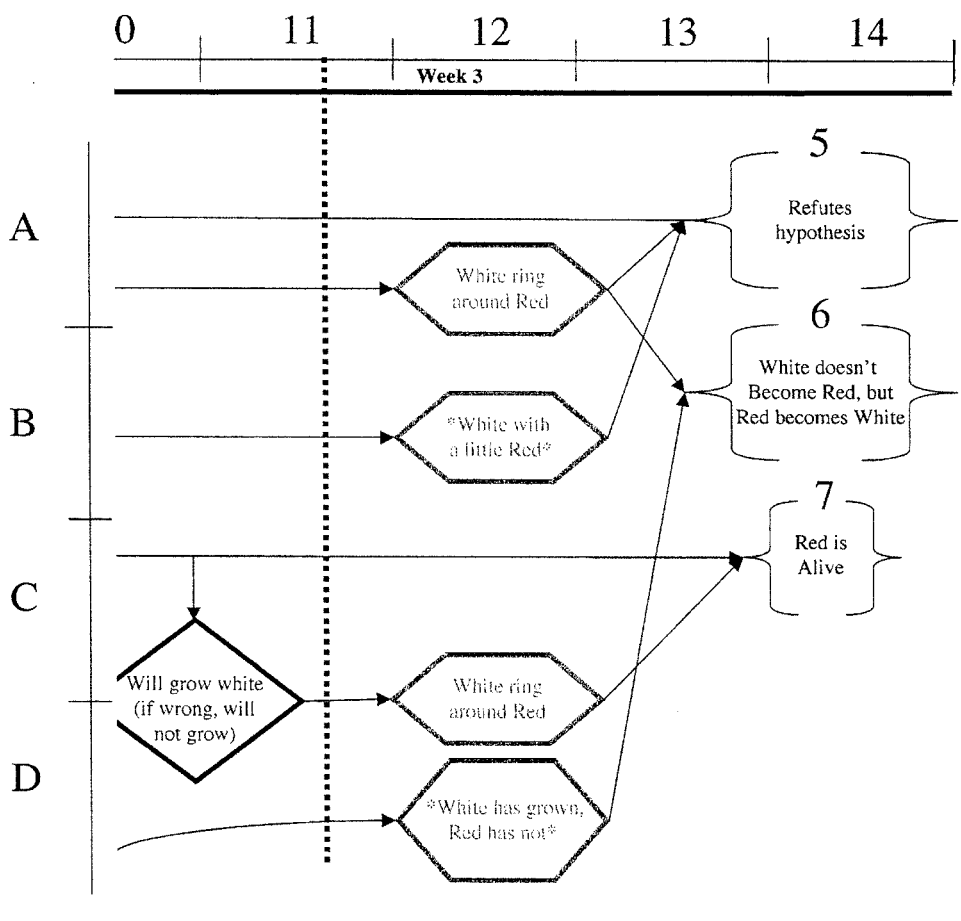 0
11
12
13
14
Week 3
5
A
Refutes
hypothesis
White ring
around Red
6
White doesn't
Become Red, but
Red becomes White
B
*White with
a little Red*
7
Red is
Alive
C
Will grow white
(if wrong, will
not grow)
White ring
around Red
D
*White has grown,
Red has not*